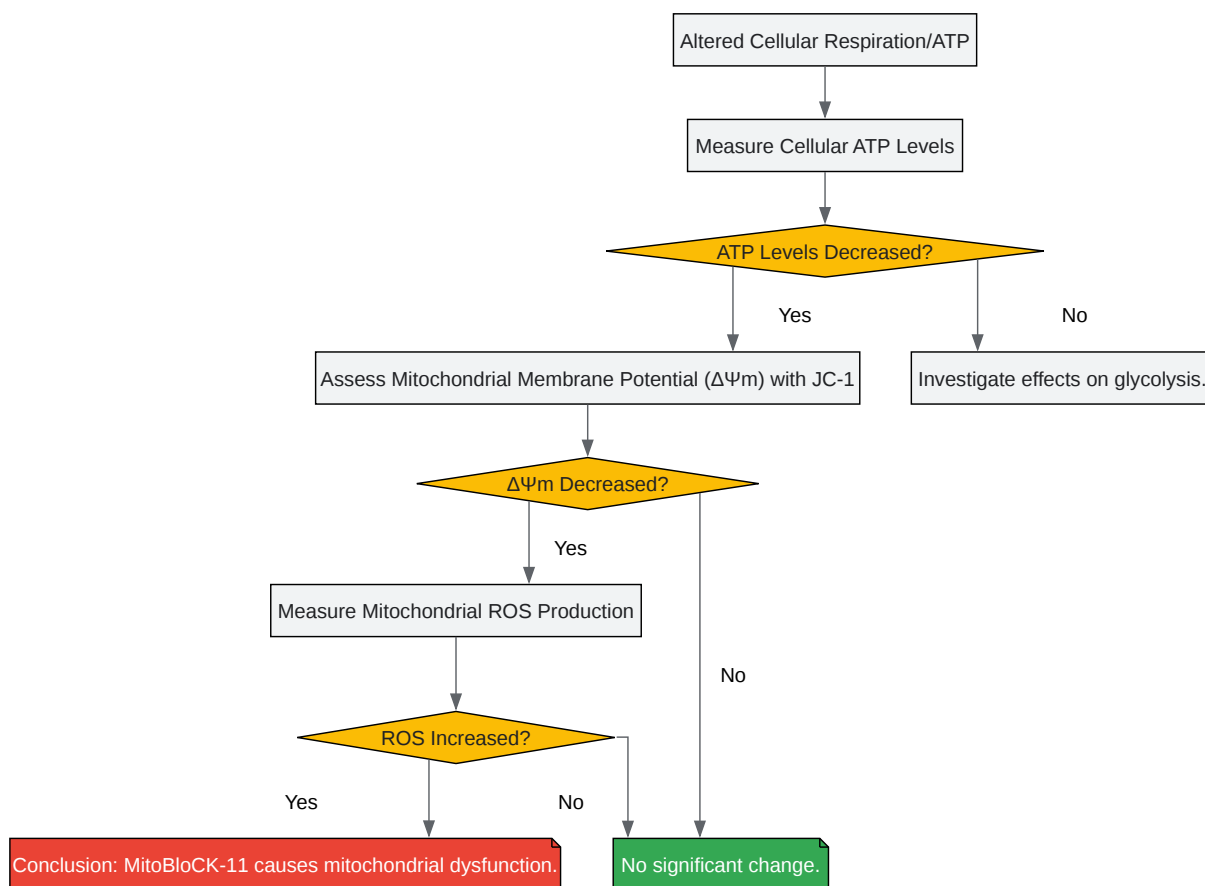 Altered Cellular Respiration/ATP
Measure Cellular ATP Levels
ATP Levels Decreased?
Yes
No
Assess Mitochondrial Membrane Potential (ΔΨm) with JC-1
Investigate effects on glycolysis.
ΔΨm Decreased?
Yes
Measure Mitochondrial ROS Production
No
ROS Increased?
Yes
No
Conclusion: MitoBloCK-11 causes mitochondrial dysfunction.
No significant change.